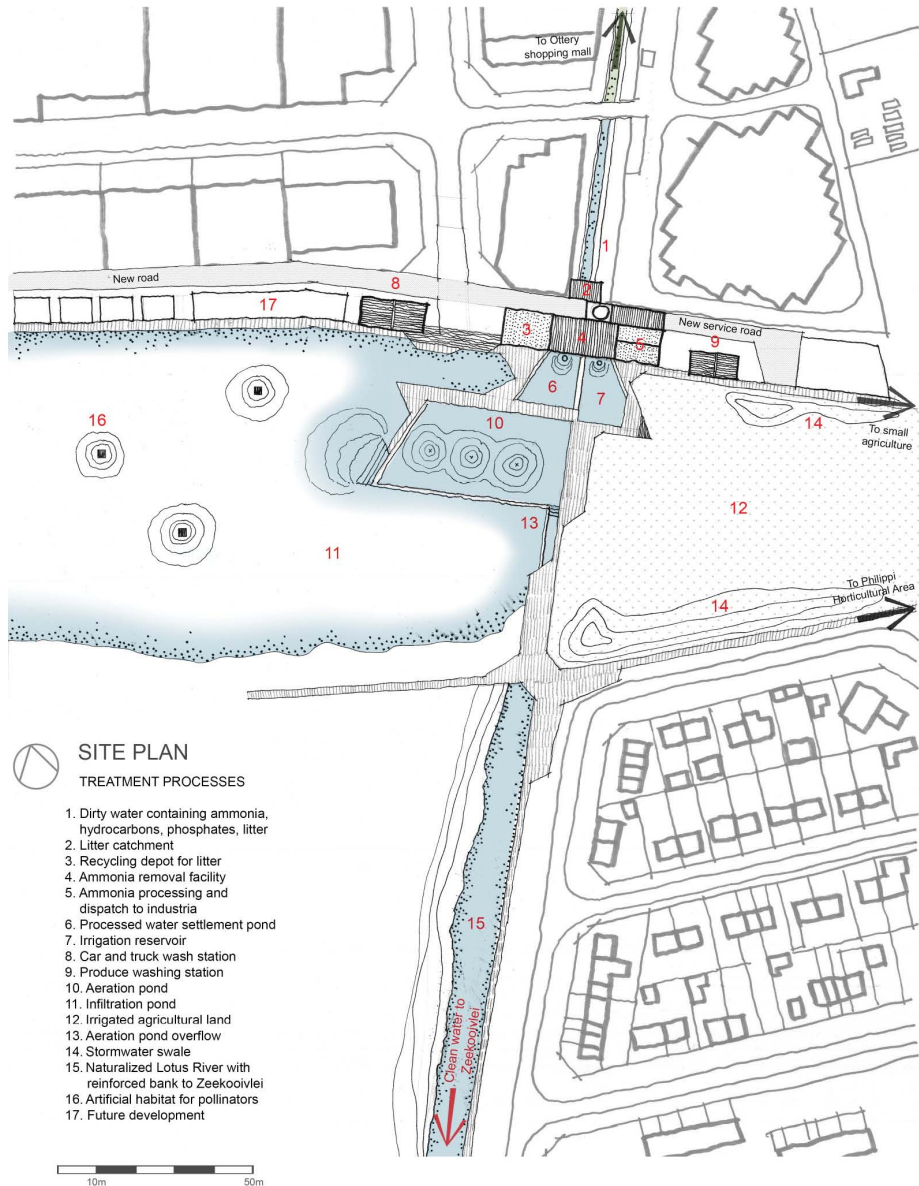 To Ottery
shopping mall
1
New road
8
2
17
3
4
5
New service road
9
6
7
16
10
14
To small
agriculture
12
13
11
To Philippi
Horticultural Area
14
SITE PLAN
TREATMENT PROCESSES
1. Dirty water containing ammonia,
hydrocarbons, phosphates, litter
2. Litter catchment
3. Recycling depot for litter
4. Ammonia removal facility
5. Ammonia processing and
dispatch to industria
6. Processed water settlement pond
7. Irrigation reservoir
8. Car and truck wash station
9. Produce washing station
10. Aeration pond
11. Infiltration pond
12. Irrigated agricultural land
13. Aeration pond overflow
14. Stormwater swale
15. Naturalized Lotus River with
reinforced bank to Zeekooivlei
16. Artificial habitat for pollinators
17. Future development
15
Clean water to
Zeekooivlei
10m
50m